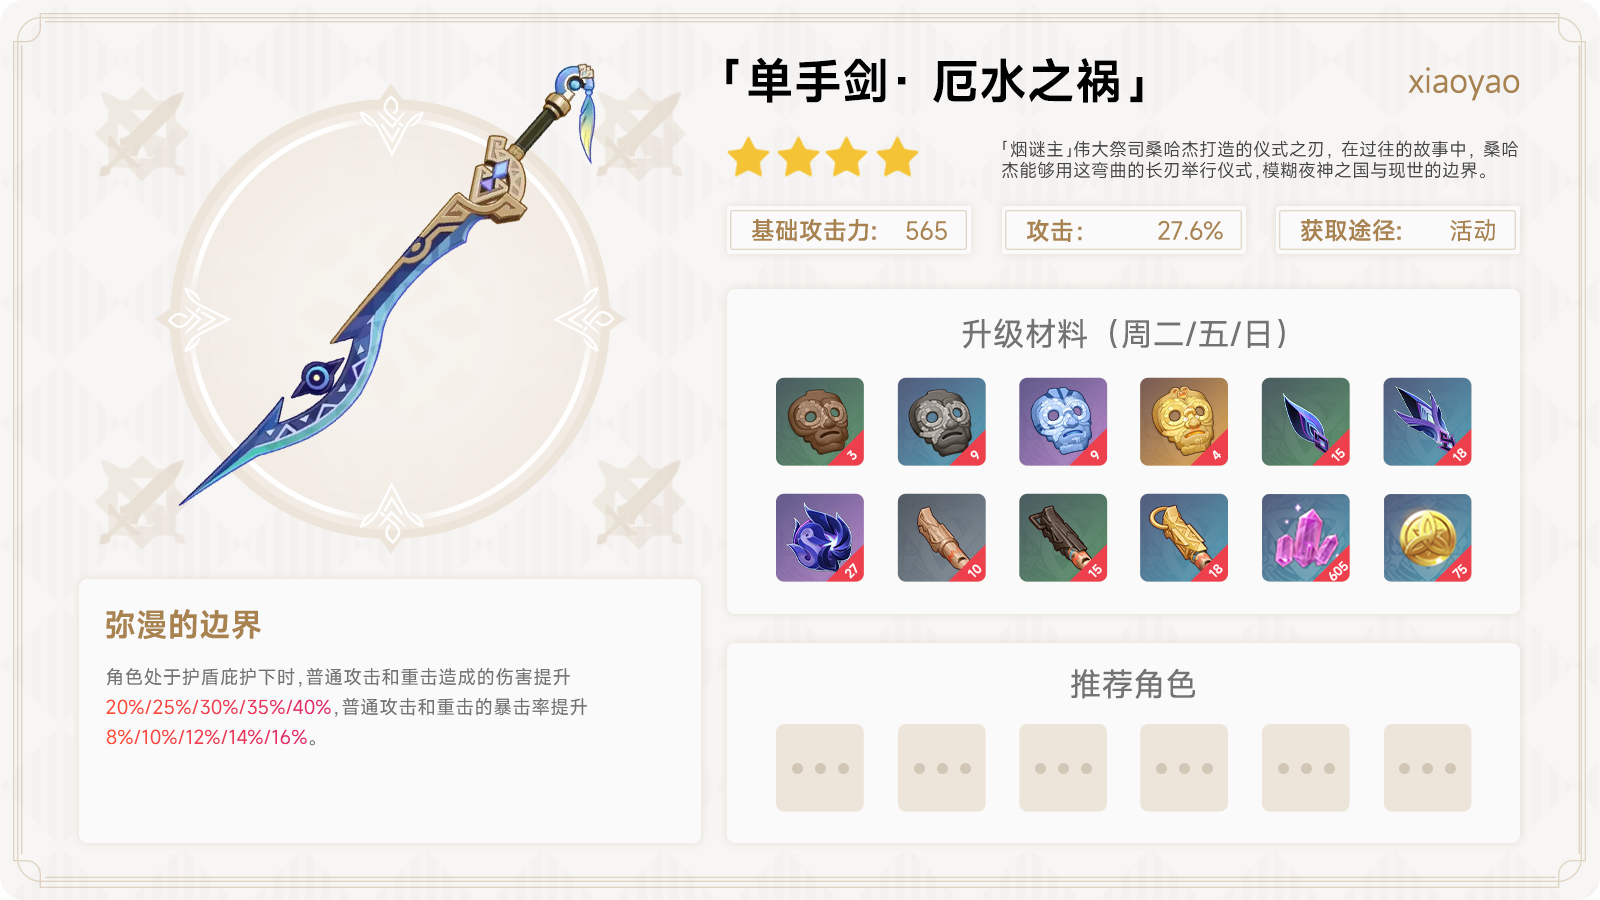 「单手剑· 厄水之祸」
xiaoyao
「烟谜主」伟大祭司桑哈杰打造的仪式之刃，在过往的故事中，桑哈
杰能够用这弯曲的长刃举行仪式,模糊夜神之国与现世的边界。
基础攻击力: 565
攻击: 27.6%
获取途径: 活动
升级材料（周二/五/日）
3
9
9
4
15
18
27
10
15
18
605
75
弥漫的边界
角色处于护盾庇护下时,普通攻击和重击造成的伤害提升
20%/25%/30%/35%/40%,普通攻击和重击的暴击率提升
8%/10%/12%/14%/16%。
推荐角色